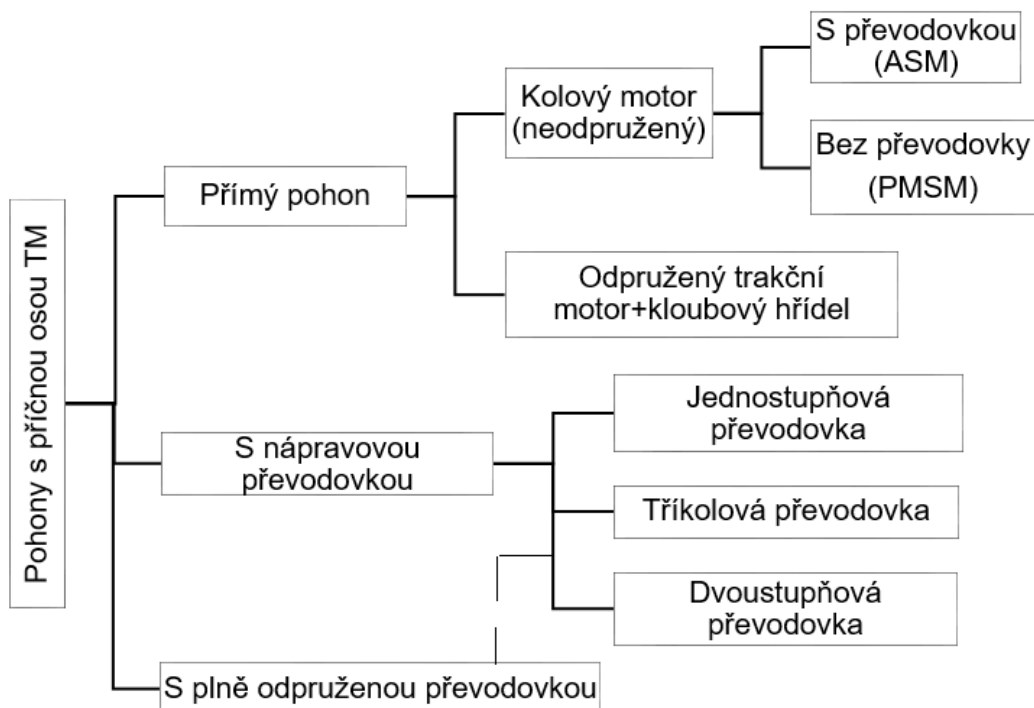 Pohony s příčnou osou TM
Přímý pohon
Kolový motor
(neodpružený)
S převodovkou
(ASM)
Bez převodovky
(PMSM)
Odpružený trakční
motor+kloubový hřídel
S nápravovou
převodovkou
Jednostupňová
převodovka
Tříkolová převodovka
Dvoustupňová
převodovka
S plně odpruženou převodovkou